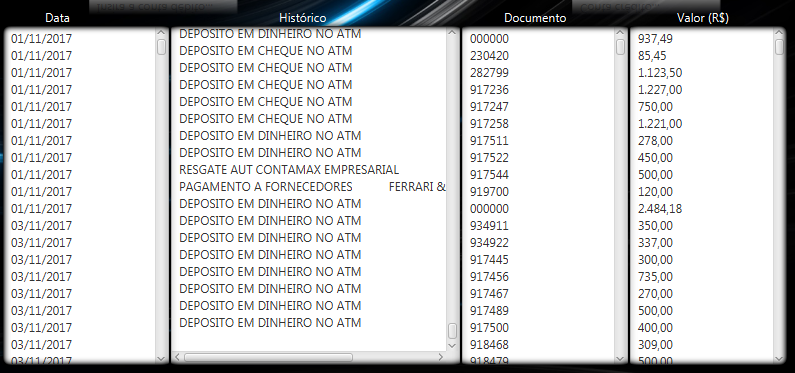 Data
01/11/2017
01/11/2017
01/11/2017
01/11/2017
01/11/2017
01/11/2017
01/11/2017
01/11/2017
01/11/2017
01/11/2017
01/11/2017
03/11/2017
03/11/2017
03/11/2017
03/11/2017
03/11/2017
03/11/2017
03/11/2017
03/11/2017
03/11/2017
Histórico
DEPOSITO EM DINHEIRO NO ATM
DEPOSITO EM CHEQUE NO ATM
DEPOSITO EM CHEQUE NO ATM
DEPOSITO EM CHEQUE NO ATM
DEPOSITO EM CHEQUE NO ATM
DEPOSITO EM CHEQUE NO ATM
DEPOSITO EM DINHEIRO NO ATM
DEPOSITO EM DINHEIRO NO ATM
RESGATE AUT CONTAMAX EMPRESARIAL
PAGAMENTO A FORNECEDORES FERRARI &
DEPOSITO EM DINHEIRO NO ATM
DEPOSITO EM DINHEIRO NO ATM
DEPOSITO EM DINHEIRO NO ATM
DEPOSITO EM DINHEIRO NO ATM
DEPOSITO EM DINHEIRO NO ATM
DEPOSITO EM DINHEIRO NO ATM
DEPOSITO EM DINHEIRO NO ATM
DEPOSITO EM DINHEIRO NO ATM
Documento
000000
230420
282799
917236
917247
917258
917511
917522
917544
919700
000000
934911
934922
917445
917456
917467
917489
917500
918468
918479
Valor (R$)
937,49
85,45
1.123,50
1.227,00
750,00
1.221,00
278,00
450,00
500,00
120,00
2.484,18
350,00
337,00
300,00
735,00
270,00
500,00
400,00
309,00
500,00